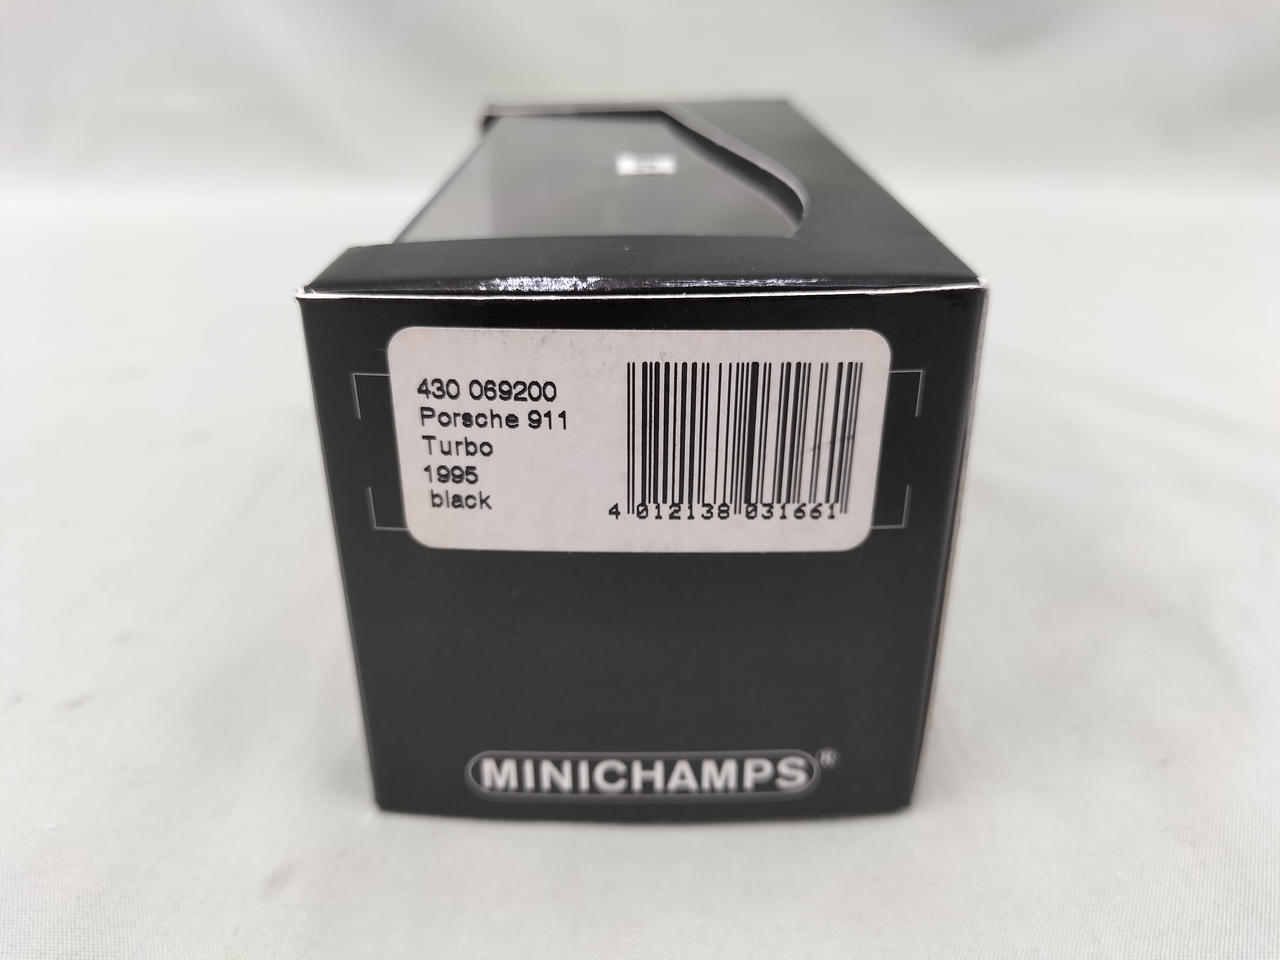 430 069200
Porsche 911
Turbo
1995
black
4 012138 031661
MINICHAMPS®